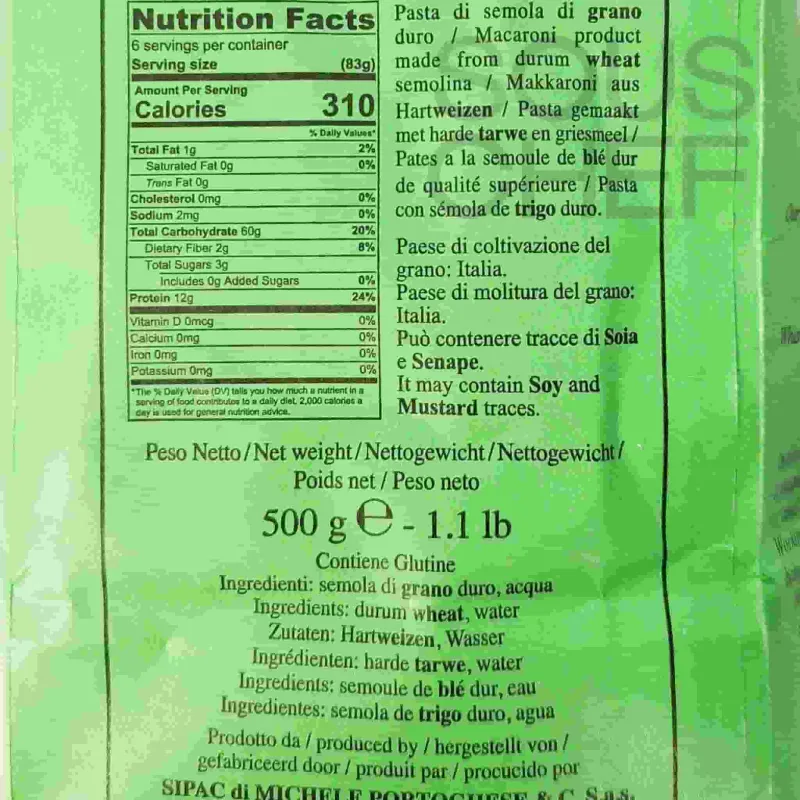 Nutrition Facts
6 servings per container
Serving size (83g)
Amount Per Serving
Calories 310
% Daily Values*
Total Fat 1g 2%
Saturated Fat 0g 0%
Trans Fat 0g
Cholesterol 0mg 0%
Sodium 2mg 0%
Total Carbohydrate 60g 20%
Dietary Fiber 2g 8%
Total Sugars 3g
Includes 0g Added Sugars 0%
Protein 12g 24%
Vitamin D 0mcg 0%
Calcium 0mg 0%
Iron 0mg 0%
Potassium 0mg 0%
*The % Daily Value (DV) tells you how much a nutrient in a
serving of food contributes to a daily diet, 2,000 calories a
day is used for general nutrition advice.
Pasta di semola di grano
duro / Macaroni product
made from durum wheat
semolina / Makkaroni aus
Hartweizen / Pasta gemaakt
met harde tarwe en griesmeel /
Pates a la semoule de blé dur
de qualité supérieure / Pasta
con sémola de trigo duro.
Paese di coltivazione del
grano: Italia.
Paese di molitura del grano:
Italia.
Può contenere tracce di Soia
e Senape.
It may contain Soy and
Mustard traces.
Peso Netto/Net weight/Nettogewicht/Nettogewicht/
Poids net / Peso neto
500 g ℮ - 1.1 lb
Contiene Glutine
Ingredienti: semola di grano duro, acqua
Ingredients: durum wheat, water
Zutaten: Hartweizen, Wasser
Ingrédienten: harde tarwe, water
Ingredients: semoule de blé dur, eau
Ingredientes: semola de trigo duro, agua
Prodotto da / produced by / hergestellt von /
gefabriceerd door / produit par / procucido por
SIPAC di MICHELE PORTOGHESE & C. S.a.s.